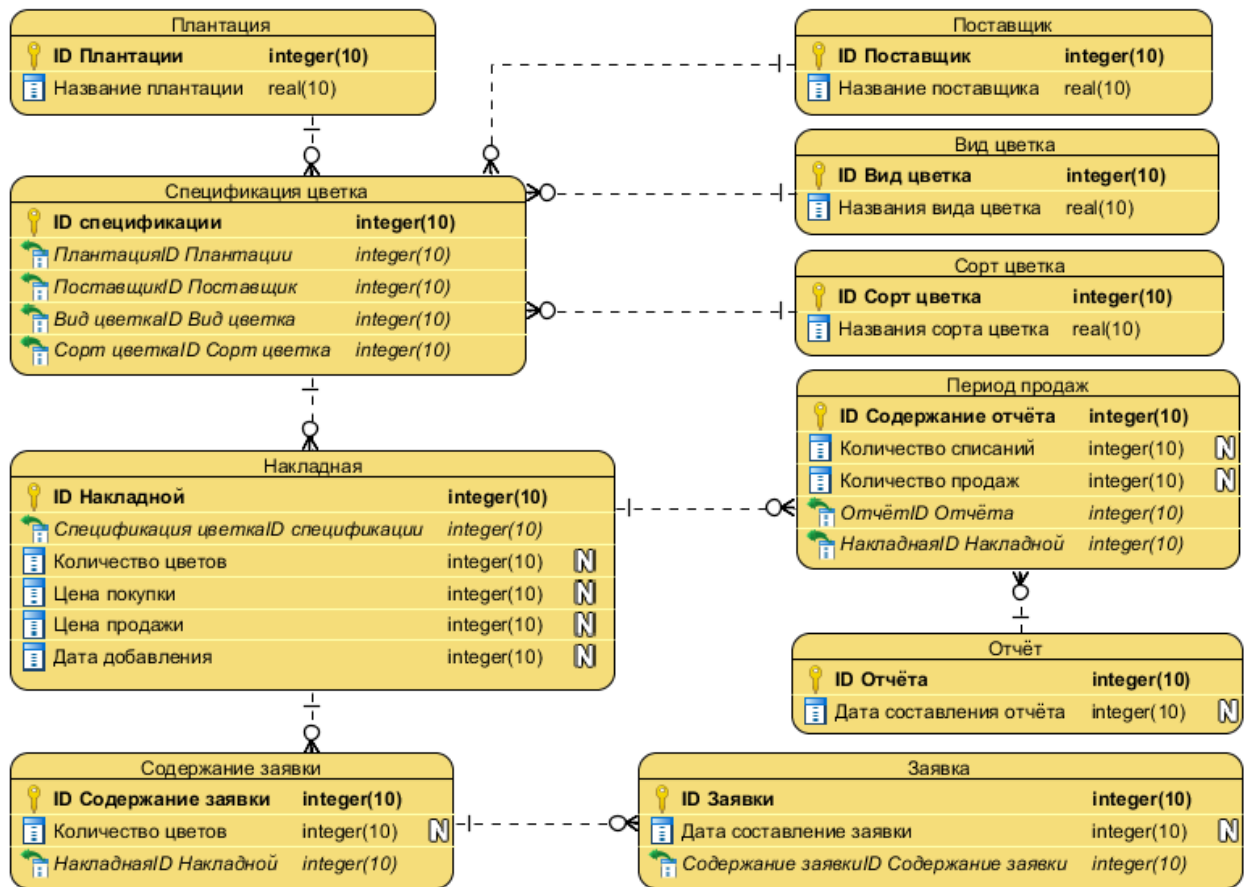 Плантация
ID Плантации integer(10)
Название плантации real(10)
Поставщик
ID Поставщик integer(10)
Название поставщика real(10)
Вид цветка
ID Вид цветка integer(10)
Названия вида цветка real(10)
Спецификация цветка
ID спецификации integer(10)
ПлантацияID Плантации integer(10)
ПоставщикID Поставщик integer(10)
Вид цветкаID Вид цветка integer(10)
Сорт цветкаID Сорт цветка integer(10)
Сорт цветка
ID Сорт цветка integer(10)
Названия сорта цветка real(10)
Период продаж
ID Содержание отчёта integer(10)
Количество списаний integer(10) N
Количество продаж integer(10) N
ОтчётID Отчёта integer(10)
НакладнаяID Накладной integer(10)
Накладная
ID Накладной integer(10)
Спецификация цветкаID спецификации integer(10)
Количество цветов integer(10) N
Цена покупки integer(10) N
Цена продажи integer(10) N
Дата добавления integer(10) N
Отчёт
ID Отчёта integer(10)
Дата составления отчёта integer(10) N
Содержание заявки
ID Содержание заявки integer(10)
Количество цветов integer(10) N
НакладнаяID Накладной integer(10)
Заявка
ID Заявки integer(10)
Дата составление заявки integer(10) N
Содержание заявкиID Содержание заявки integer(10)